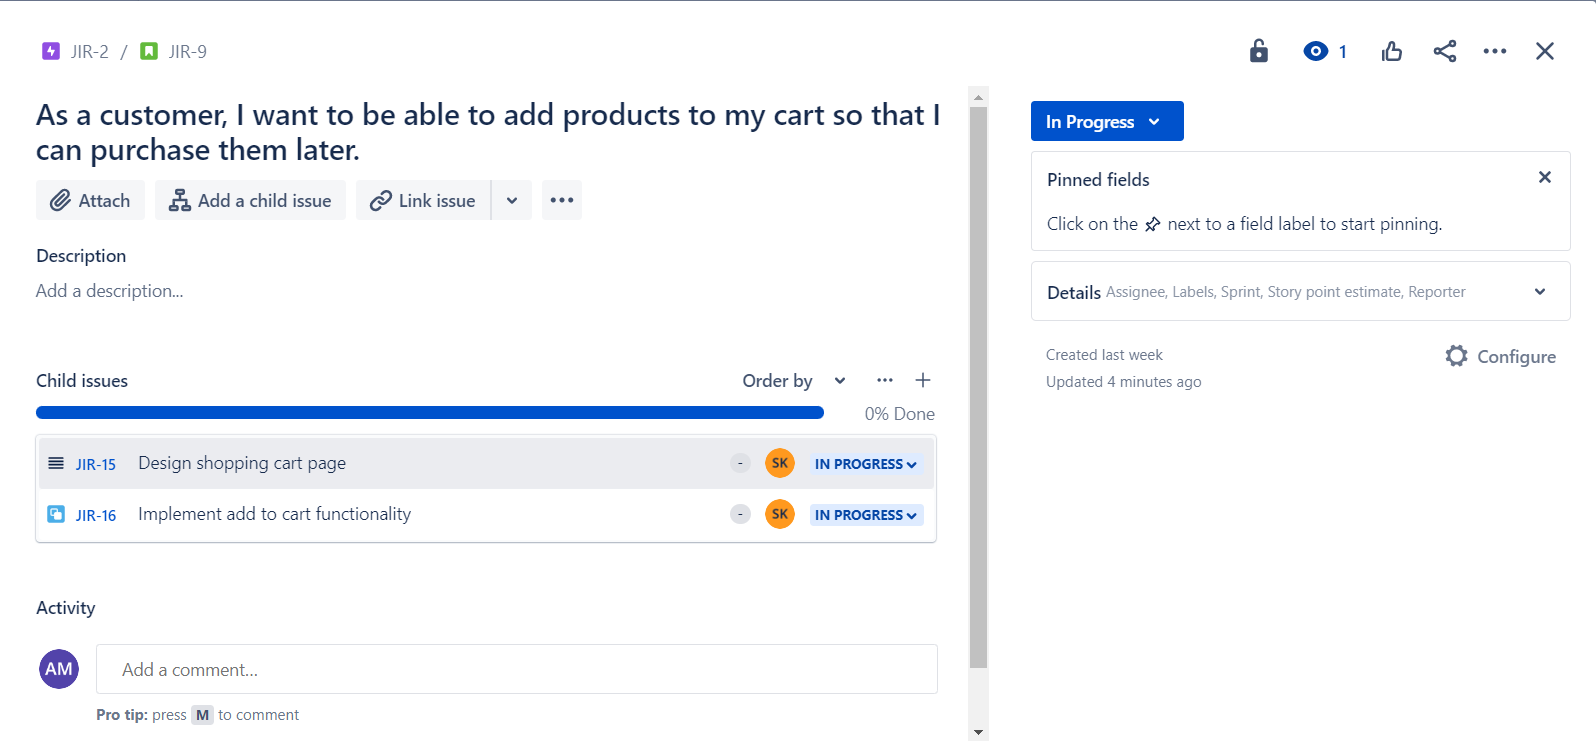 JIR-2 / JIR-9
1
As a customer, I want to be able to add products to my cart so that I
can purchase them later.
Attach
Add a child issue
Link issue
Description
Add a description...
Child issues
Order by
0% Done
JIR-15 Design shopping cart page - SK IN PROGRESS
JIR-16 Implement add to cart functionality - SK IN PROGRESS
Activity
AM
Add a comment...
Pro tip: press M to comment
In Progress
Pinned fields
Click on the next to a field label to start pinning.
Details Assignee, Labels, Sprint, Story point estimate, Reporter
Created last week
Updated 4 minutes ago
Configure